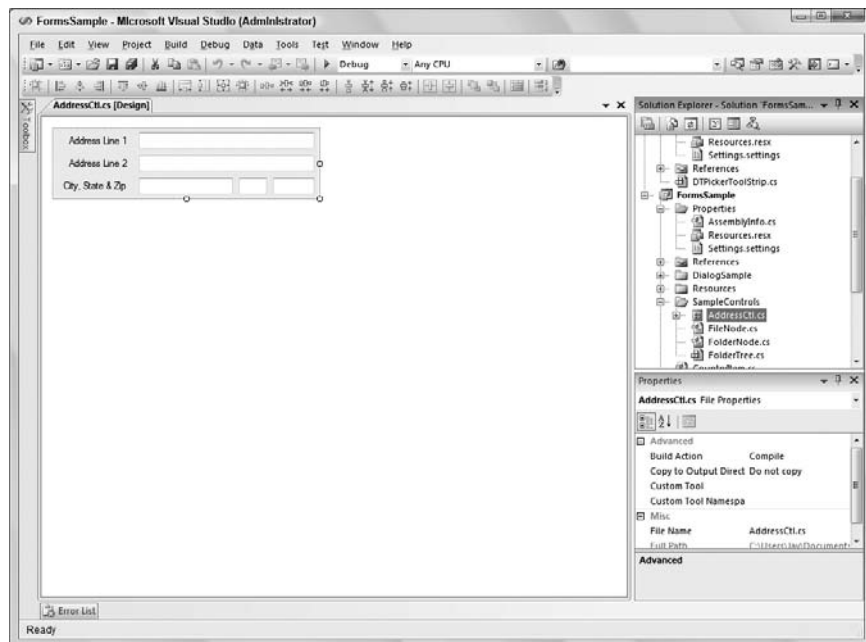 FormsSample - Microsoft Visual Studio (Administrator)
File Edit View Project Build Debug Data Tools Test Window Help
Debug Any CPU
Toolbox
AddressCtl.cs [Design]
Address Line 1
Address Line 2
City, State & Zip
Solution Explorer - Solution 'FormsSam...
Resources.resx
Settings.settings
References
DTPickerToolStrip.cs
FormsSample
Properties
AssemblyInfo.cs
Resources.resx
Settings.settings
References
DialogSample
Resources
SampleControls
AddressCtl.cs
FileNode.cs
FolderNode.cs
FolderTree.cs
Properties
AddressCtl.cs File Properties
Advanced
Build Action Compile
Copy to Output Direct Do not copy
Custom Tool
Custom Tool Namespa
Misc
File Name AddressCtl.cs
Full Path C:\Users\Jay\Document
Advanced
Error List
Ready